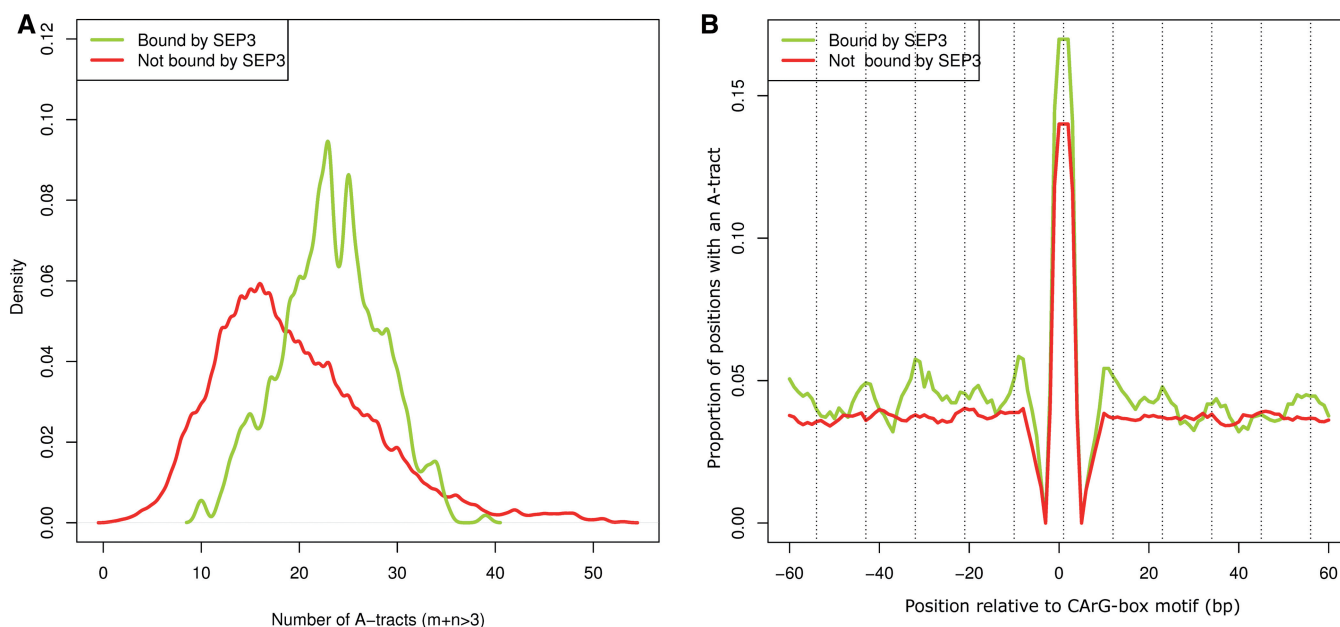 A
Bound by SEP3
Not bound by SEP3
0.12
0.10
0.08
0.06
0.04
0.02
0.00
Density
0 10 20 30 40 50
Number of A−tracts (m+n>3)
B
Bound by SEP3
Not bound by SEP3
0.15
0.10
0.05
0.00
Proportion of positions with an A-tract
−60 −40 −20 0 20 40 60
Position relative to CArG-box motif (bp)